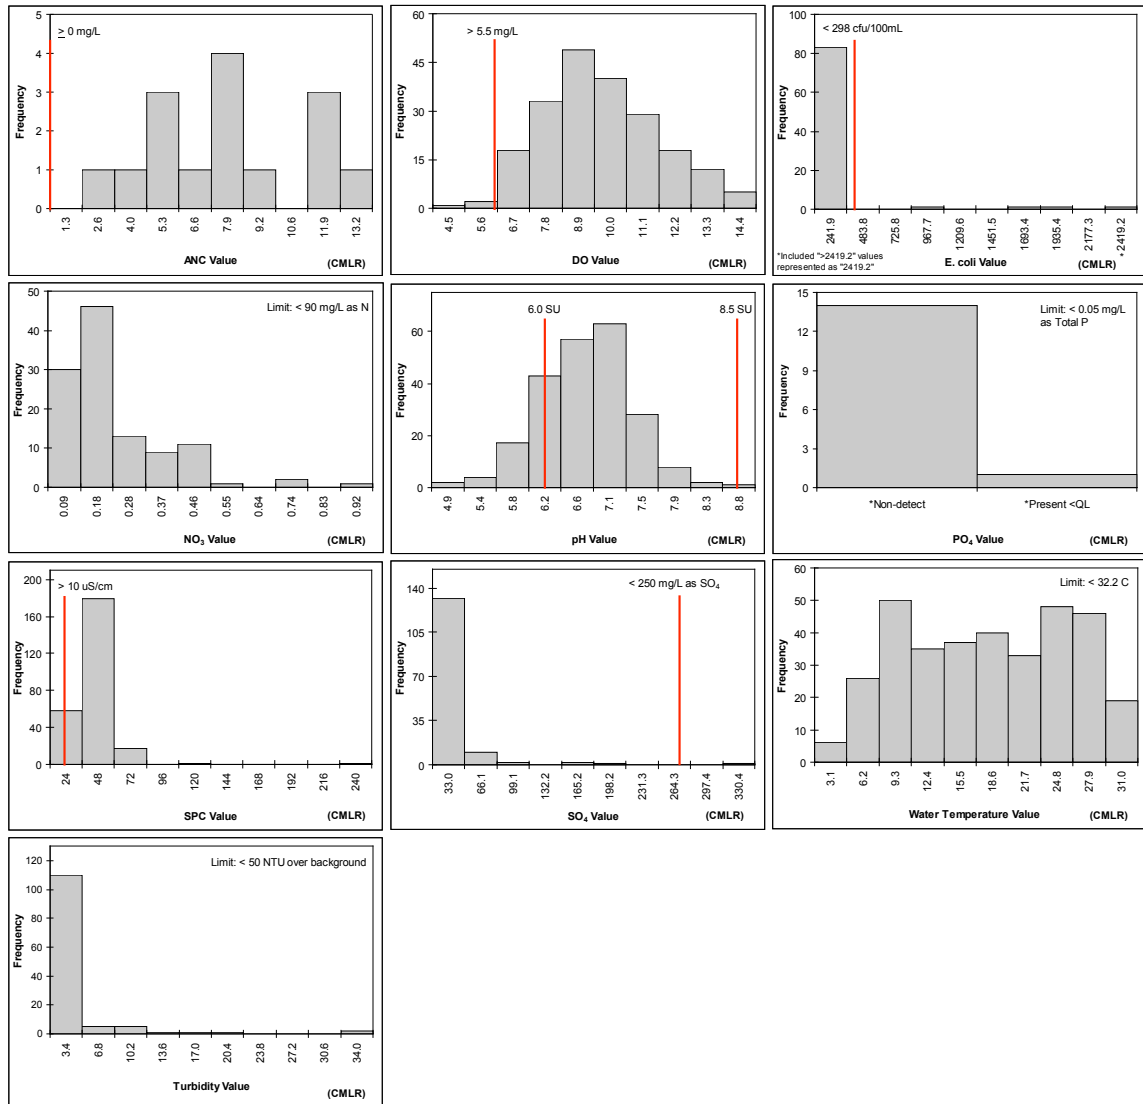 ≥ 0 mg/L
Frequency
5
4
3
2
1
0
1.3 2.6 4.0 5.3 6.6 7.9 9.2 10.6 11.9 13.2
ANC Value (CMLR)
> 5.5 mg/L
Frequency
60
45
30
15
0
4.5 5.6 6.7 7.8 8.9 10.0 11.1 12.2 13.3 14.4
DO Value (CMLR)
< 298 cfu/100mL
Frequency
100
80
60
40
20
0
241.9 483.8 725.8 967.7 1209.6 1451.5 1693.4 1935.4 2177.3 * 2419.2
*Included ">2419.2" values
represented as "2419.2"
E. coli Value (CMLR)
Limit: < 90 mg/L as N
Frequency
50
40
30
20
10
0
0.09 0.18 0.28 0.37 0.46 0.55 0.64 0.74 0.83 0.92
NO₃ Value (CMLR)
6.0 SU 8.5 SU
Frequency
60
40
20
0
4.9 5.4 5.8 6.2 6.6 7.1 7.5 7.9 8.3 8.8
pH Value (CMLR)
Limit: < 0.05 mg/L
as Total P
Frequency
15
12
9
6
3
0
*Non-detect *Present <QL
PO₄ Value (CMLR)
> 10 uS/cm
Frequency
200
160
120
80
40
0
24 48 72 96 120 144 168 192 216 240
SPC Value (CMLR)
< 250 mg/L as SO₄
Frequency
140
105
70
35
0
33.0 66.1 99.1 132.2 165.2 198.2 231.3 264.3 297.4 330.4
SO₄ Value (CMLR)
Limit: < 32.2 C
Frequency
60
50
40
30
20
10
0
3.1 6.2 9.3 12.4 15.5 18.6 21.7 24.8 27.9 31.0
Water Temperature Value (CMLR)
Limit: < 50 NTU over background
Frequency
120
100
80
60
40
20
0
3.4 6.8 10.2 13.6 17.0 20.4 23.8 27.2 30.6 34.0
Turbidity Value (CMLR)